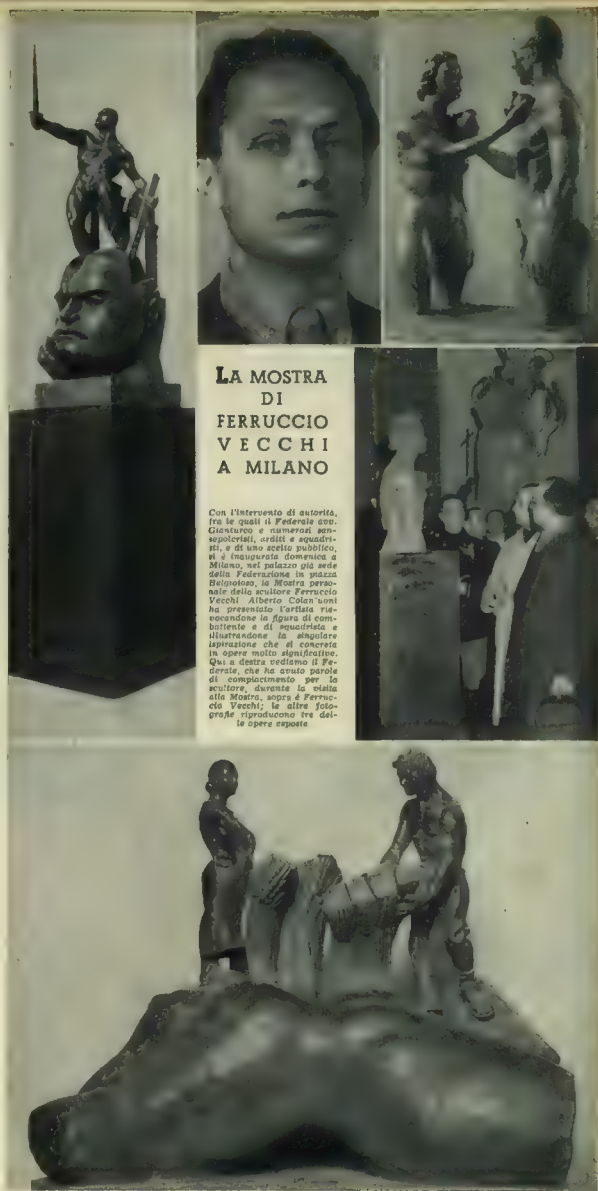 LA MOSTRA
DI
FERRUCCIO
VECCHI
A MILANO
Con l'intervento di autorità,
fra le quali il Federale avv.
Gianturco e numerosi san-
sepolcristi, arditi e squadri-
sti, e di uno scelto pubblico,
si è inaugurata domenica a
Milano, nel palazzo già sede
della Federazione in piazza
Belgioioso, la Mostra perso-
nale dello scultore Ferruccio
Vecchi Alberto Colan'uoni
ha presentato l'artista rie-
vocandone la figura di com-
battente e di squadrista e
illustrandone la singolare
ispirazione che si concreta
in opere molto significative.
Qui a destra vediamo il Fe-
derale, che ha avuto parole
di compiacimento per lo
scultore, durante la visita
alla Mostra, sopra è Ferruc-
cio Vecchi; le altre foto-
grafie riproducono tre del-
le opere esposte